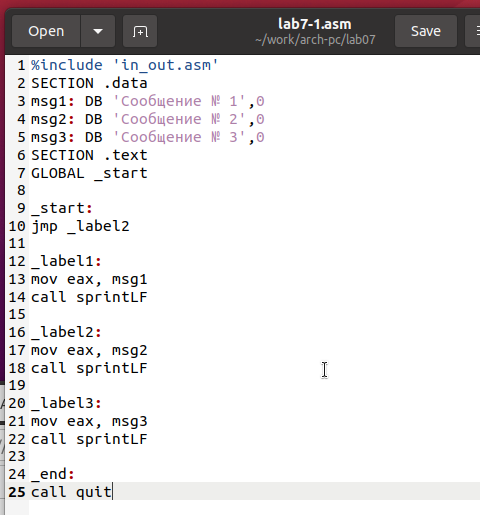 Open
lab7-1.asm
~/work/arch-pc/lab07
Save
1 %include 'in_out.asm'
2 SECTION .data
3 msg1: DB 'Сообщение № 1',0
4 msg2: DB 'Сообщение № 2',0
5 msg3: DB 'Сообщение № 3',0
6 SECTION .text
7 GLOBAL _start
8
9 _start:
10 jmp _label2
11
12 _label1:
13 mov eax, msg1
14 call sprintLF
15
16 _label2:
17 mov eax, msg2
18 call sprintLF
19
20 _label3:
21 mov eax, msg3
22 call sprintLF
23
24 _end:
25 call quit